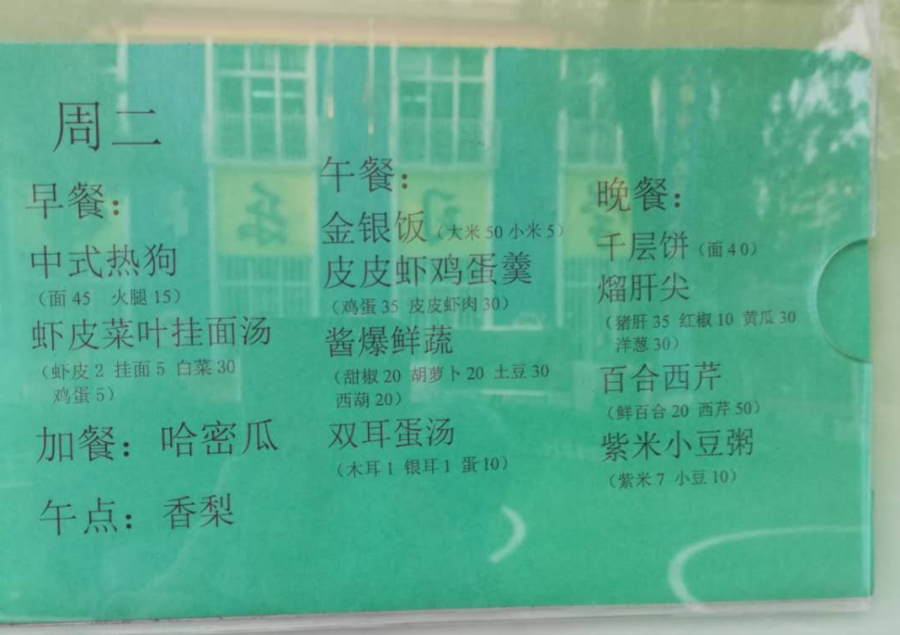 周二
早餐：
中式热狗
（面 45 火腿 15）
虾皮菜叶挂面汤
（虾皮 2 挂面 5 白菜 30
鸡蛋 5）
加餐：哈密瓜
午点：香梨
午餐：
金银饭（大米 50 小米 5）
皮皮虾鸡蛋羹
（鸡蛋 35 皮皮虾肉 30）
酱爆鲜蔬
（甜椒 20 胡萝卜 20 土豆 30
西葫 20）
双耳蛋汤
（木耳 1 银耳 1 蛋 10）
晚餐：
千层饼（面 4 0）
熘肝尖
（猪肝 35 红椒 10 黄瓜 30
洋葱 30）
百合西芹
（鲜百合 20 西芹 50）
紫米小豆粥
（紫米 7 小豆 10）